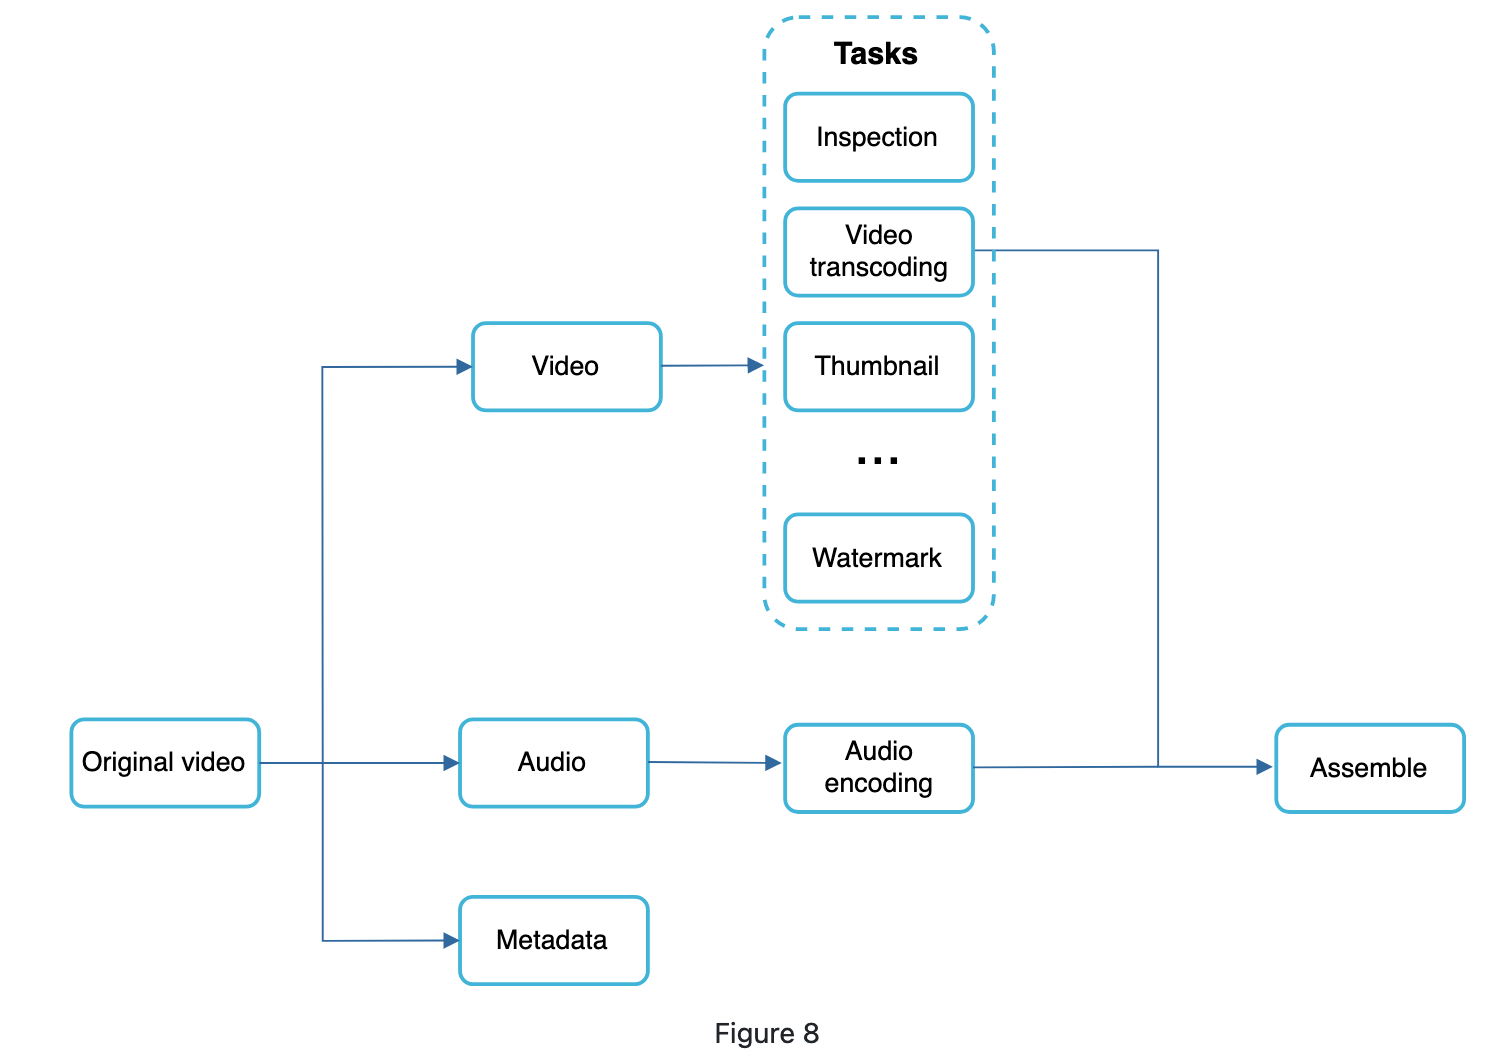 Tasks
Inspection
Video
transcoding
Video
Thumbnail
...
Watermark
Original video
Audio
Audio
encoding
Assemble
Metadata
Figure 8